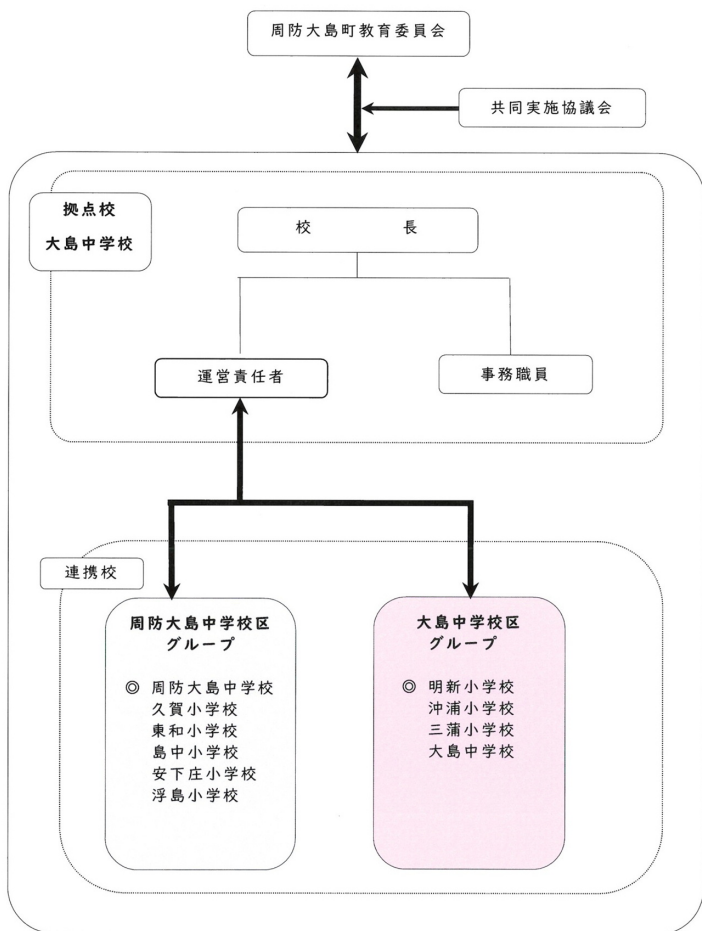 周防大島町教育委員会
共同実施協議会
拠点校
大島中学校
校　長
運営責任者
事務職員
連携校
周防大島中学校区
グループ
◎ 周防大島中学校
久賀小学校
東和小学校
島中小学校
安下庄小学校
浮島小学校
大島中学校区
グループ
◎ 明新小学校
沖浦小学校
三蒲小学校
大島中学校